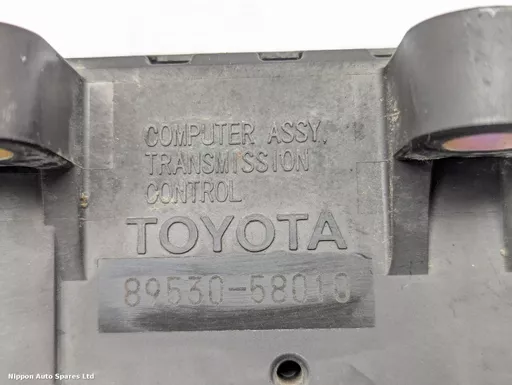 COMPUTER ASSY,
TRANSMISSION
CONTROL
TOYOTA
89530-58010
Nippon Auto Spares Ltd